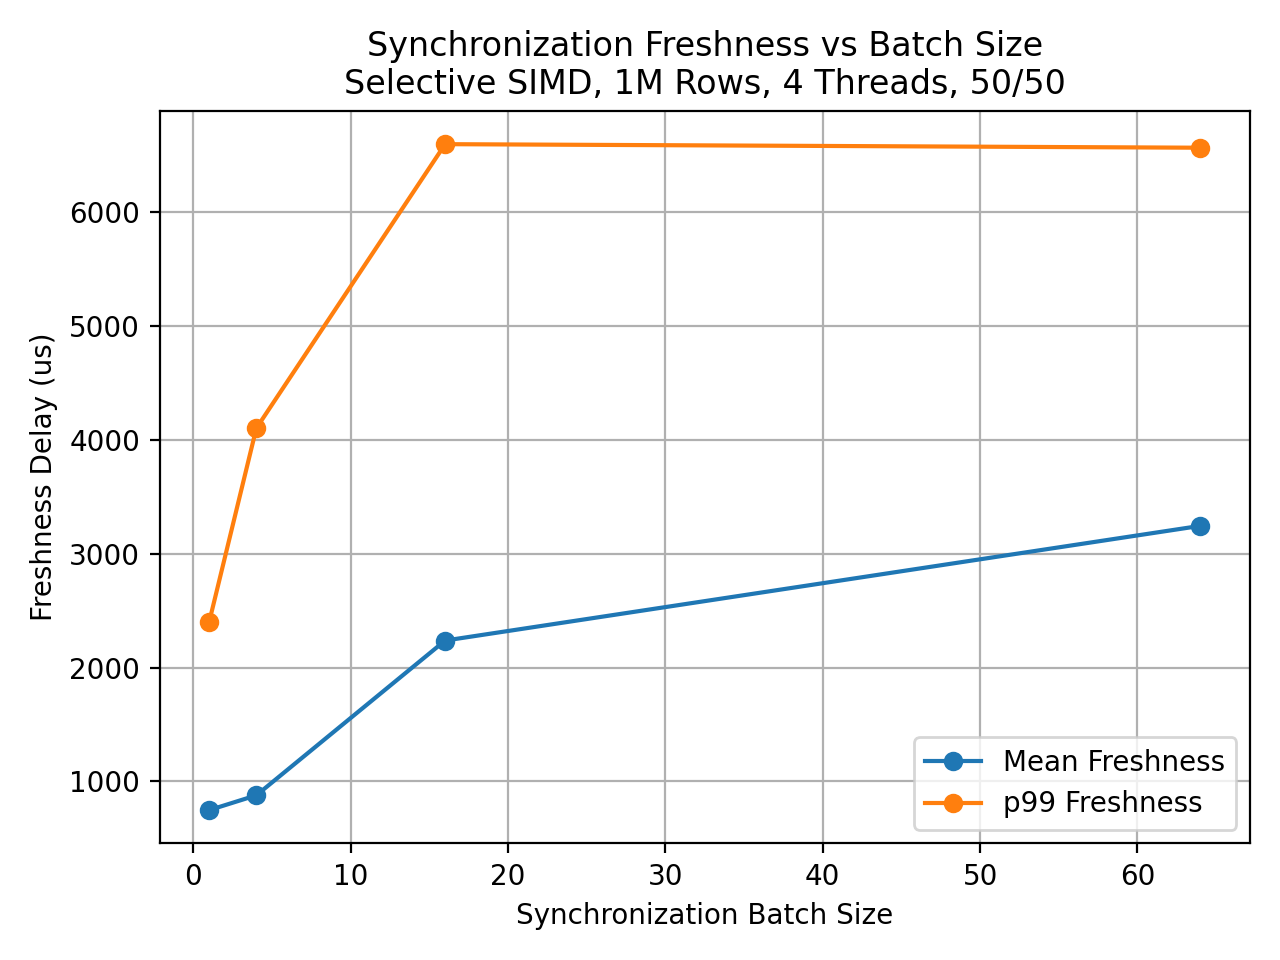 Synchronization Freshness vs Batch Size
Selective SIMD, 1M Rows, 4 Threads, 50/50
Freshness Delay (us)
6000
5000
4000
3000
2000
1000
0 10 20 30 40 50 60
Synchronization Batch Size
Mean Freshness
p99 Freshness